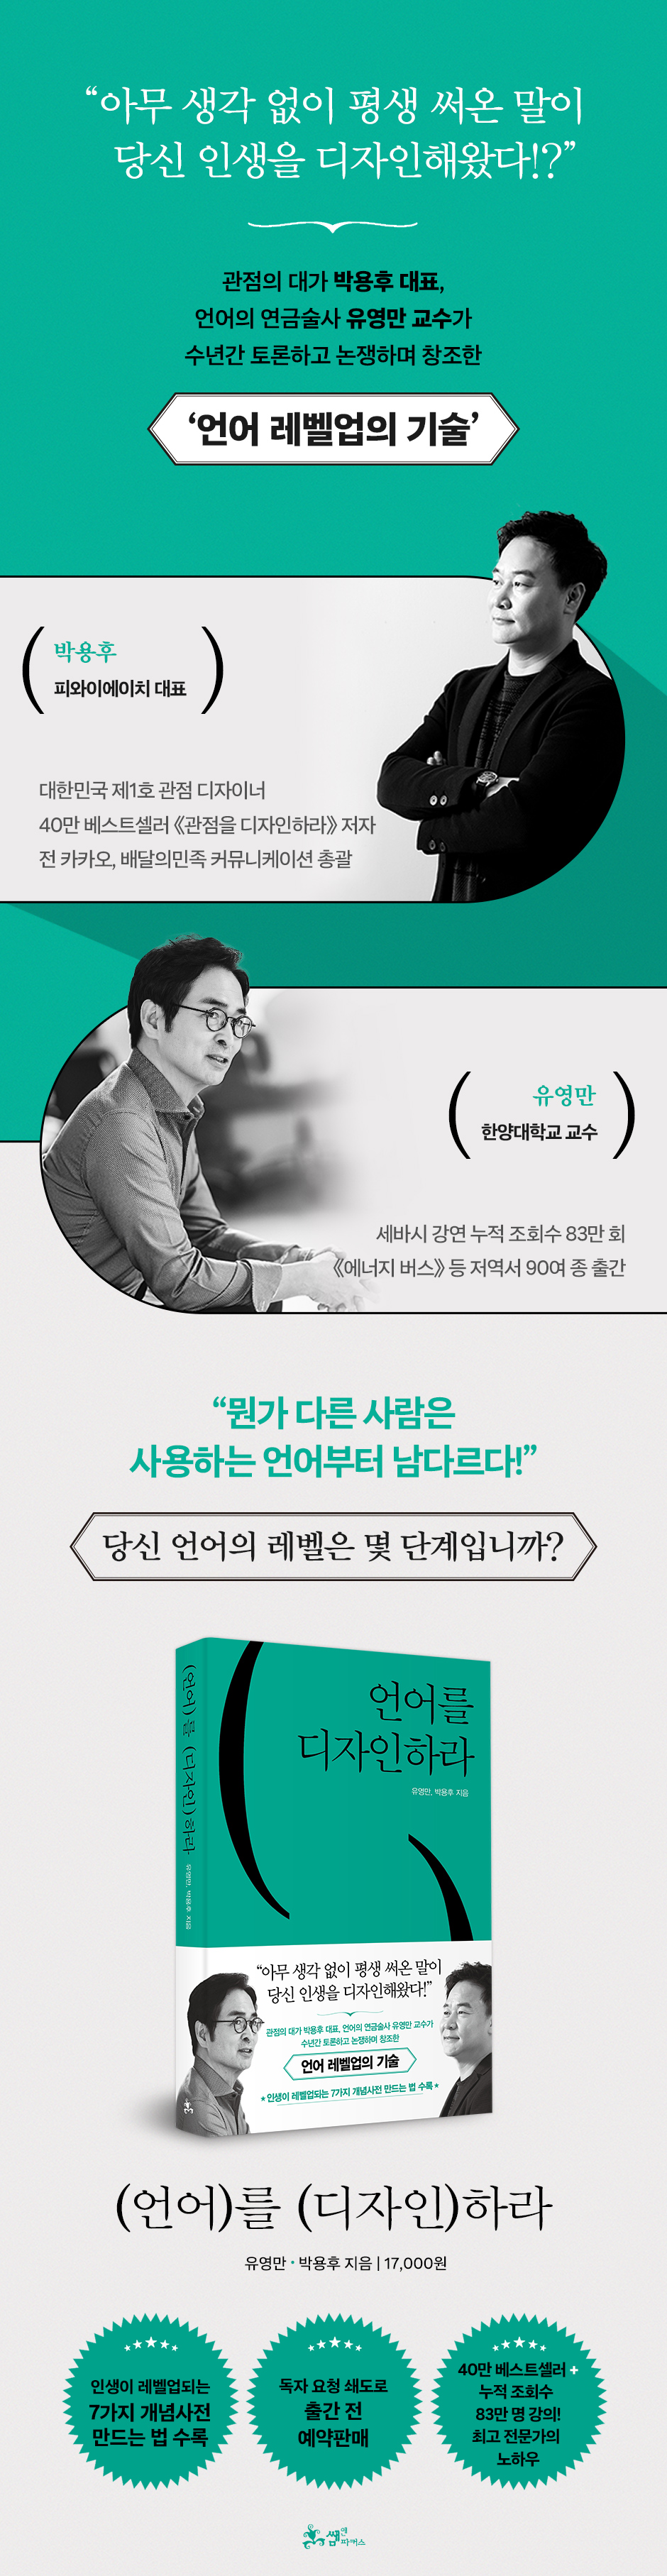 “아무 생각 없이 평생 써온 말이
당신 인생을 디자인해왔다!?”
관점의 대가 박용후 대표,
언어의 연금술사 유영만 교수가
수년간 토론하고 논쟁하며 창조한
‘언어 레벨업의 기술’
박용후
피와이에이치 대표
대한민국 제1호 관점 디자이너
40만 베스트셀러 《관점을 디자인하라》 저자
전 카카오, 배달의민족 커뮤니케이션 총괄
유영만
한양대학교 교수
세바시 강연 누적 조회수 83만 회
《에너지 버스》 등 저역서 90여 종 출간
“뭔가 다른 사람은
사용하는 언어부터 남다르다!”
당신 언어의 레벨은 몇 단계입니까?
(언어)를 (디자인)하라 유영만, 박용후 지음
언어를
디자인하라
유영만, 박용후 지음
“아무 생각 없이 평생 써온 말이
당신 인생을 디자인해왔다!”
관점의 대가 박용후 대표, 언어의 연금술사 유영만 교수가
수년간 토론하고 논쟁하며 창조한
언어 레벨업의 기술
★인생이 레벨업되는 7가지 개념사전 만드는 법 수록★
(언어)를 (디자인)하라
유영만・박용후 지음 | 17,000원
인생이 레벨업되는
7가지 개념사전
만드는 법 수록
독자 요청 쇄도로
출간 전
예약판매
40만 베스트셀러 +
누적 조회수
83만 명 강의!
최고 전문가의
노하우
쌤앤파커스